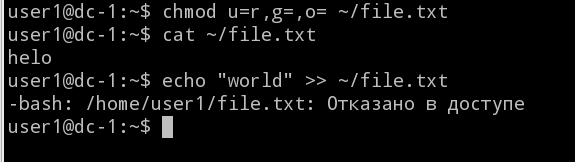 user1@dc-1:~$ chmod u=r,g=,o= ~/file.txt
user1@dc-1:~$ cat ~/file.txt
helo
user1@dc-1:~$ echo "world" >> ~/file.txt
-bash: /home/user1/file.txt: Отказано в доступе
user1@dc-1:~$